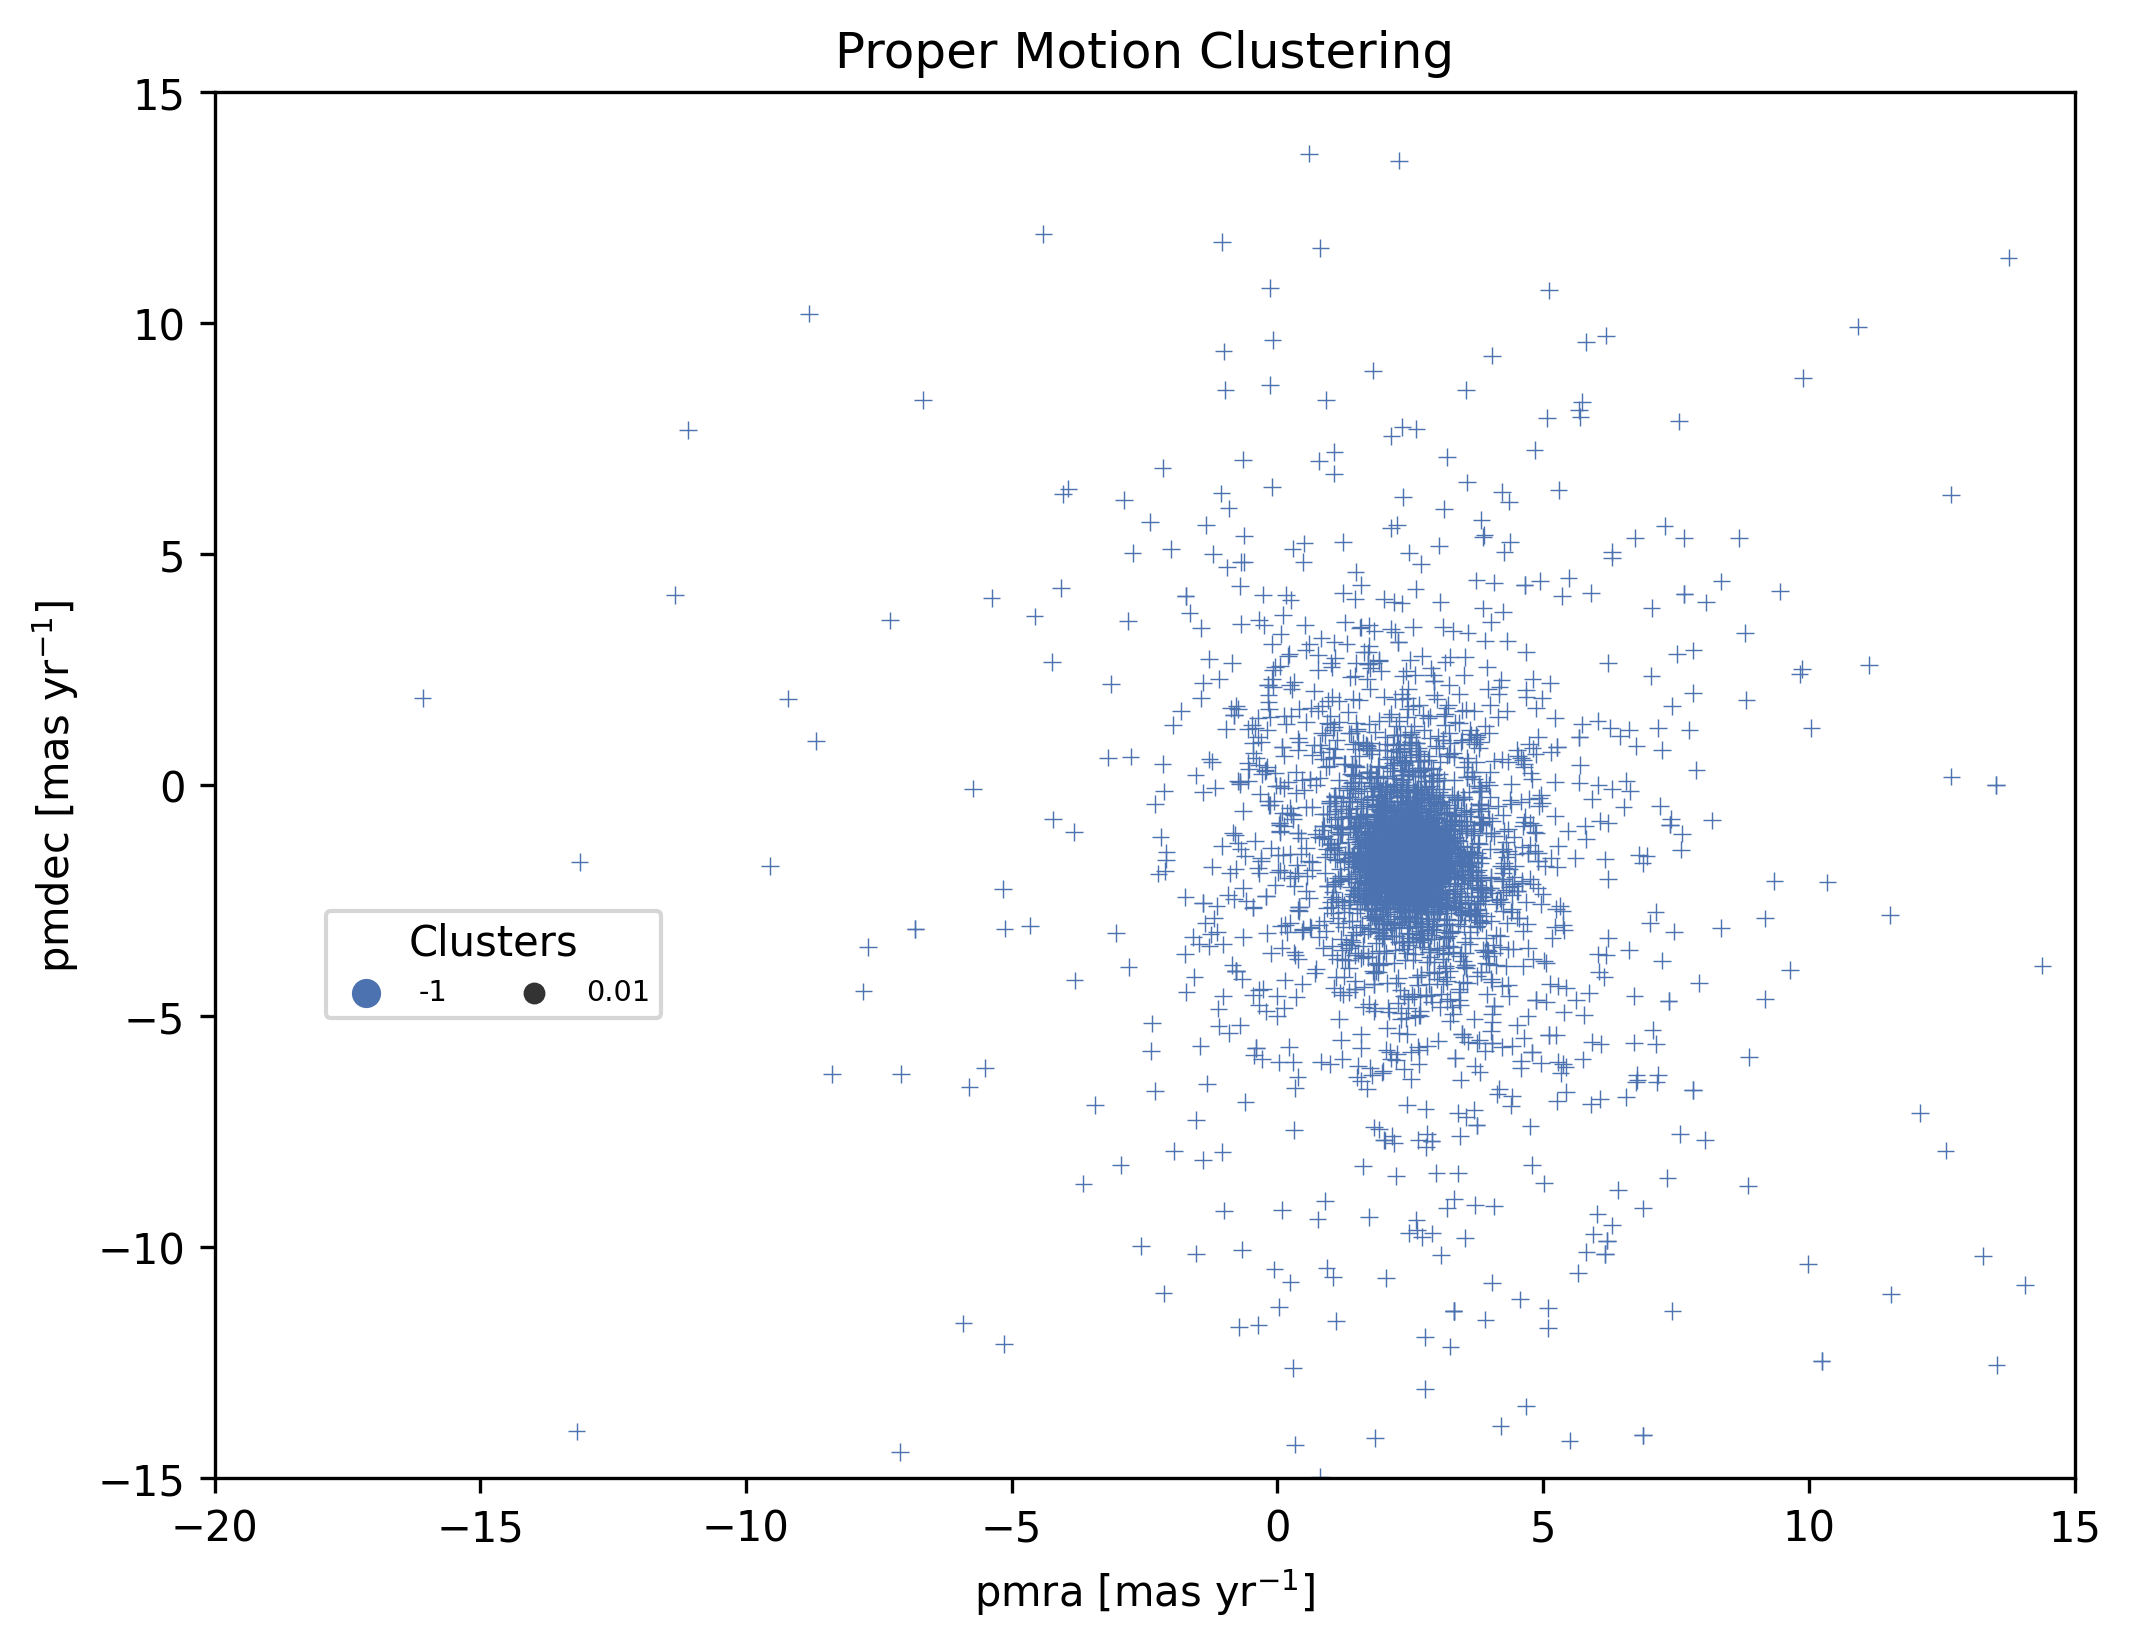 Proper Motion Clustering
15
10
5
0
−5
−10
−15
pmdec [mas yr⁻¹]
Clusters
-1 0.01
−20 −15 −10 −5 0 5 10 15
pmra [mas yr⁻¹]